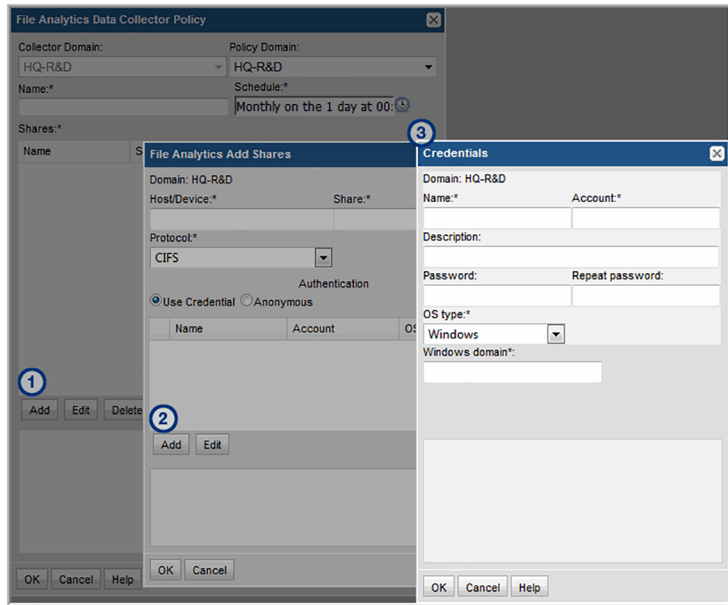 File Analytics Data Collector Policy
Collector Domain:
Policy Domain:
HQ-R&D
HQ-R&D
Name:*
Schedule:*
Monthly on the 1 day at 00:
Shares:*
Name
S
1
Add
Edit
Delete
OK
Cancel
Help
File Analytics Add Shares
Domain: HQ-R&D
Host/Device:*
Share:*
Protocol:*
CIFS
Authentication
Use Credential
Anonymous
Name
Account
OS
2
Add
Edit
OK
Cancel
3
Credentials
Domain: HQ-R&D
Name:*
Account:*
Description:
Password:
Repeat password:
OS type:*
Windows
Windows domain*:
OK
Cancel
Help